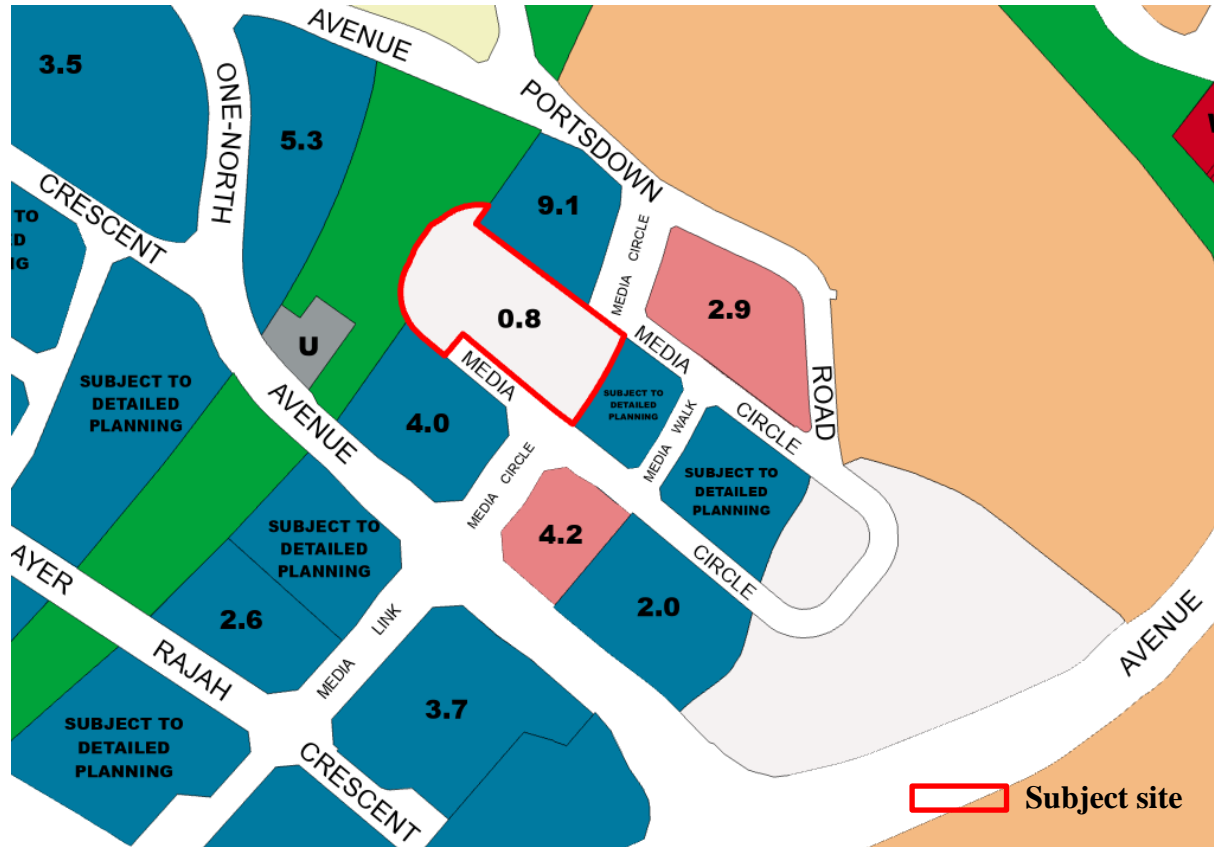 AVENUE
3.5
ONE-NORTH
5.3
PORTSDOWN
CRESCENT
9.1
TO
MEDIA CIRCLE
2.9
0.8
U
MEDIA
MEDIA
ROAD
SUBJECT TO
DETAILED
PLANNING
AVENUE
4.0
SUBJECT TO
DETAILED
PLANNING
MEDIA WALK
CIRCLE
MEDIA CIRCLE
SUBJECT TO
DETAILED
PLANNING
SUBJECT TO
DETAILED
PLANNING
4.2
AYER
CIRCLE
2.6
2.0
LINK
RAJAH
MEDIA
AVENUE
3.7
SUBJECT TO
DETAILED
PLANNING
CRESCENT
Subject site